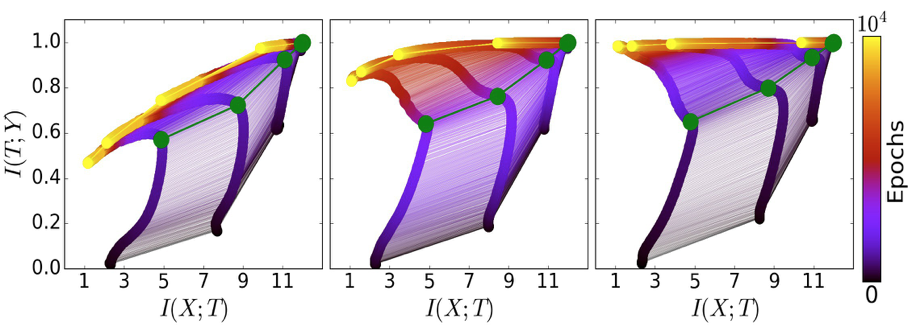 10^4
1.0
0.8
0.6
0.4
0.2
0.0
I(T;Y)
1 3 5 7 9 11
1 3 5 7 9 11
1 3 5 7 9 11
I(X;T)
I(X;T)
I(X;T)
Epochs
0